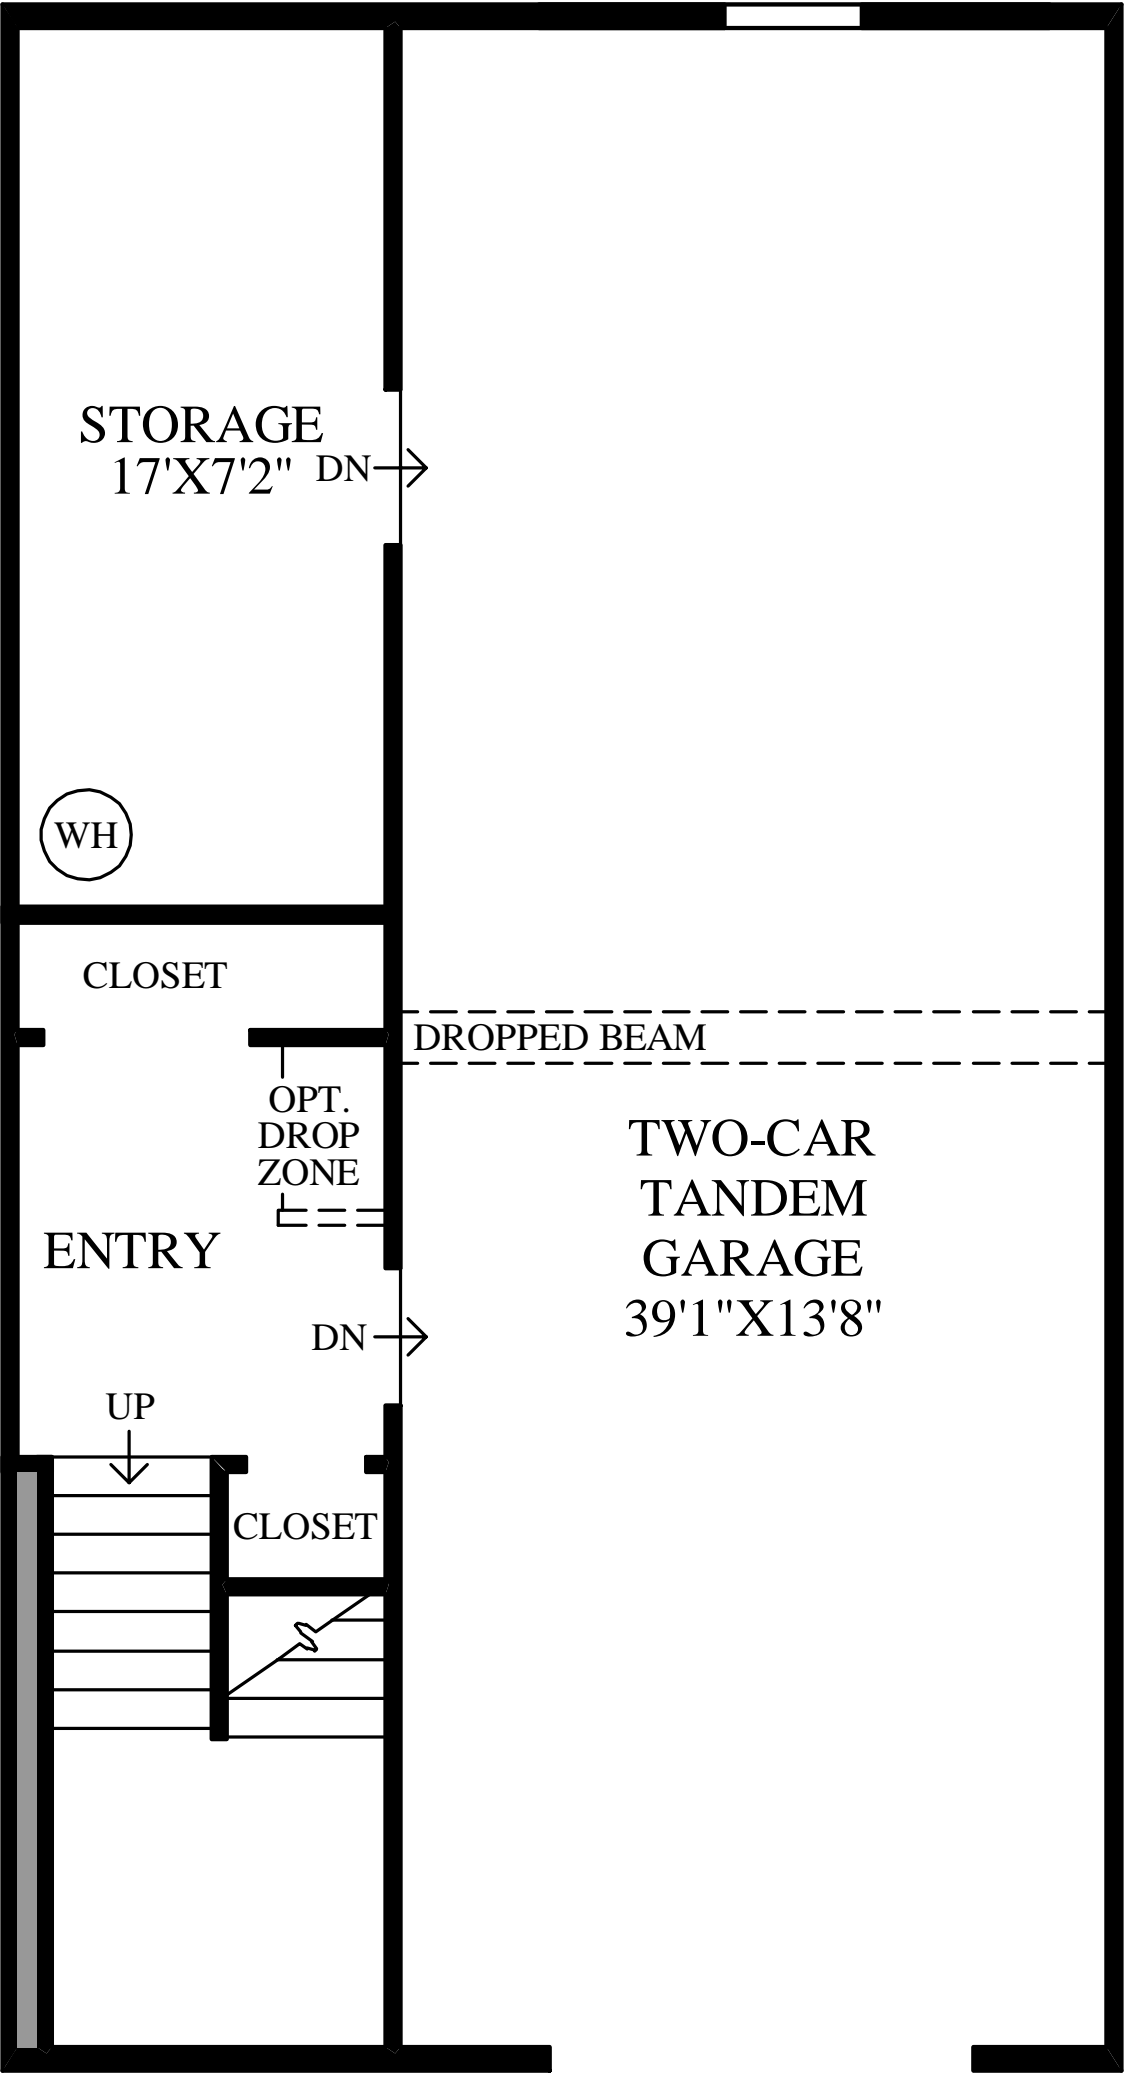 STORAGE
17'X7'2"
DN
WH
CLOSET
DROPPED BEAM
OPT.
DROP
ZONE
TWO-CAR
TANDEM
GARAGE
39'1"X13'8"
ENTRY
DN
UP
CLOSET